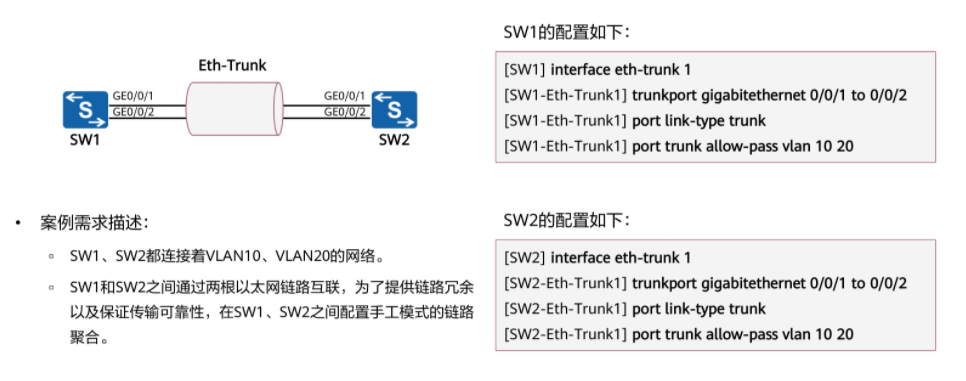 Eth-Trunk
GE0/0/1
GE0/0/2
GE0/0/1
GE0/0/2
S
S
SW1
SW2
SW1的配置如下：
[SW1] interface eth-trunk 1
[SW1-Eth-Trunk1] trunkport gigabitethernet 0/0/1 to 0/0/2
[SW1-Eth-Trunk1] port link-type trunk
[SW1-Eth-Trunk1] port trunk allow-pass vlan 10 20
• 案例需求描述：
▫ SW1、SW2都连接着VLAN10、VLAN20的网络。
▫ SW1和SW2之间通过两根以太网链路互联，为了提供链路冗余
以及保证传输可靠性，在SW1、SW2之间配置手工模式的链路
聚合。
SW2的配置如下：
[SW2] interface eth-trunk 1
[SW2-Eth-Trunk1] trunkport gigabitethernet 0/0/1 to 0/0/2
[SW2-Eth-Trunk1] port link-type trunk
[SW2-Eth-Trunk1] port trunk allow-pass vlan 10 20